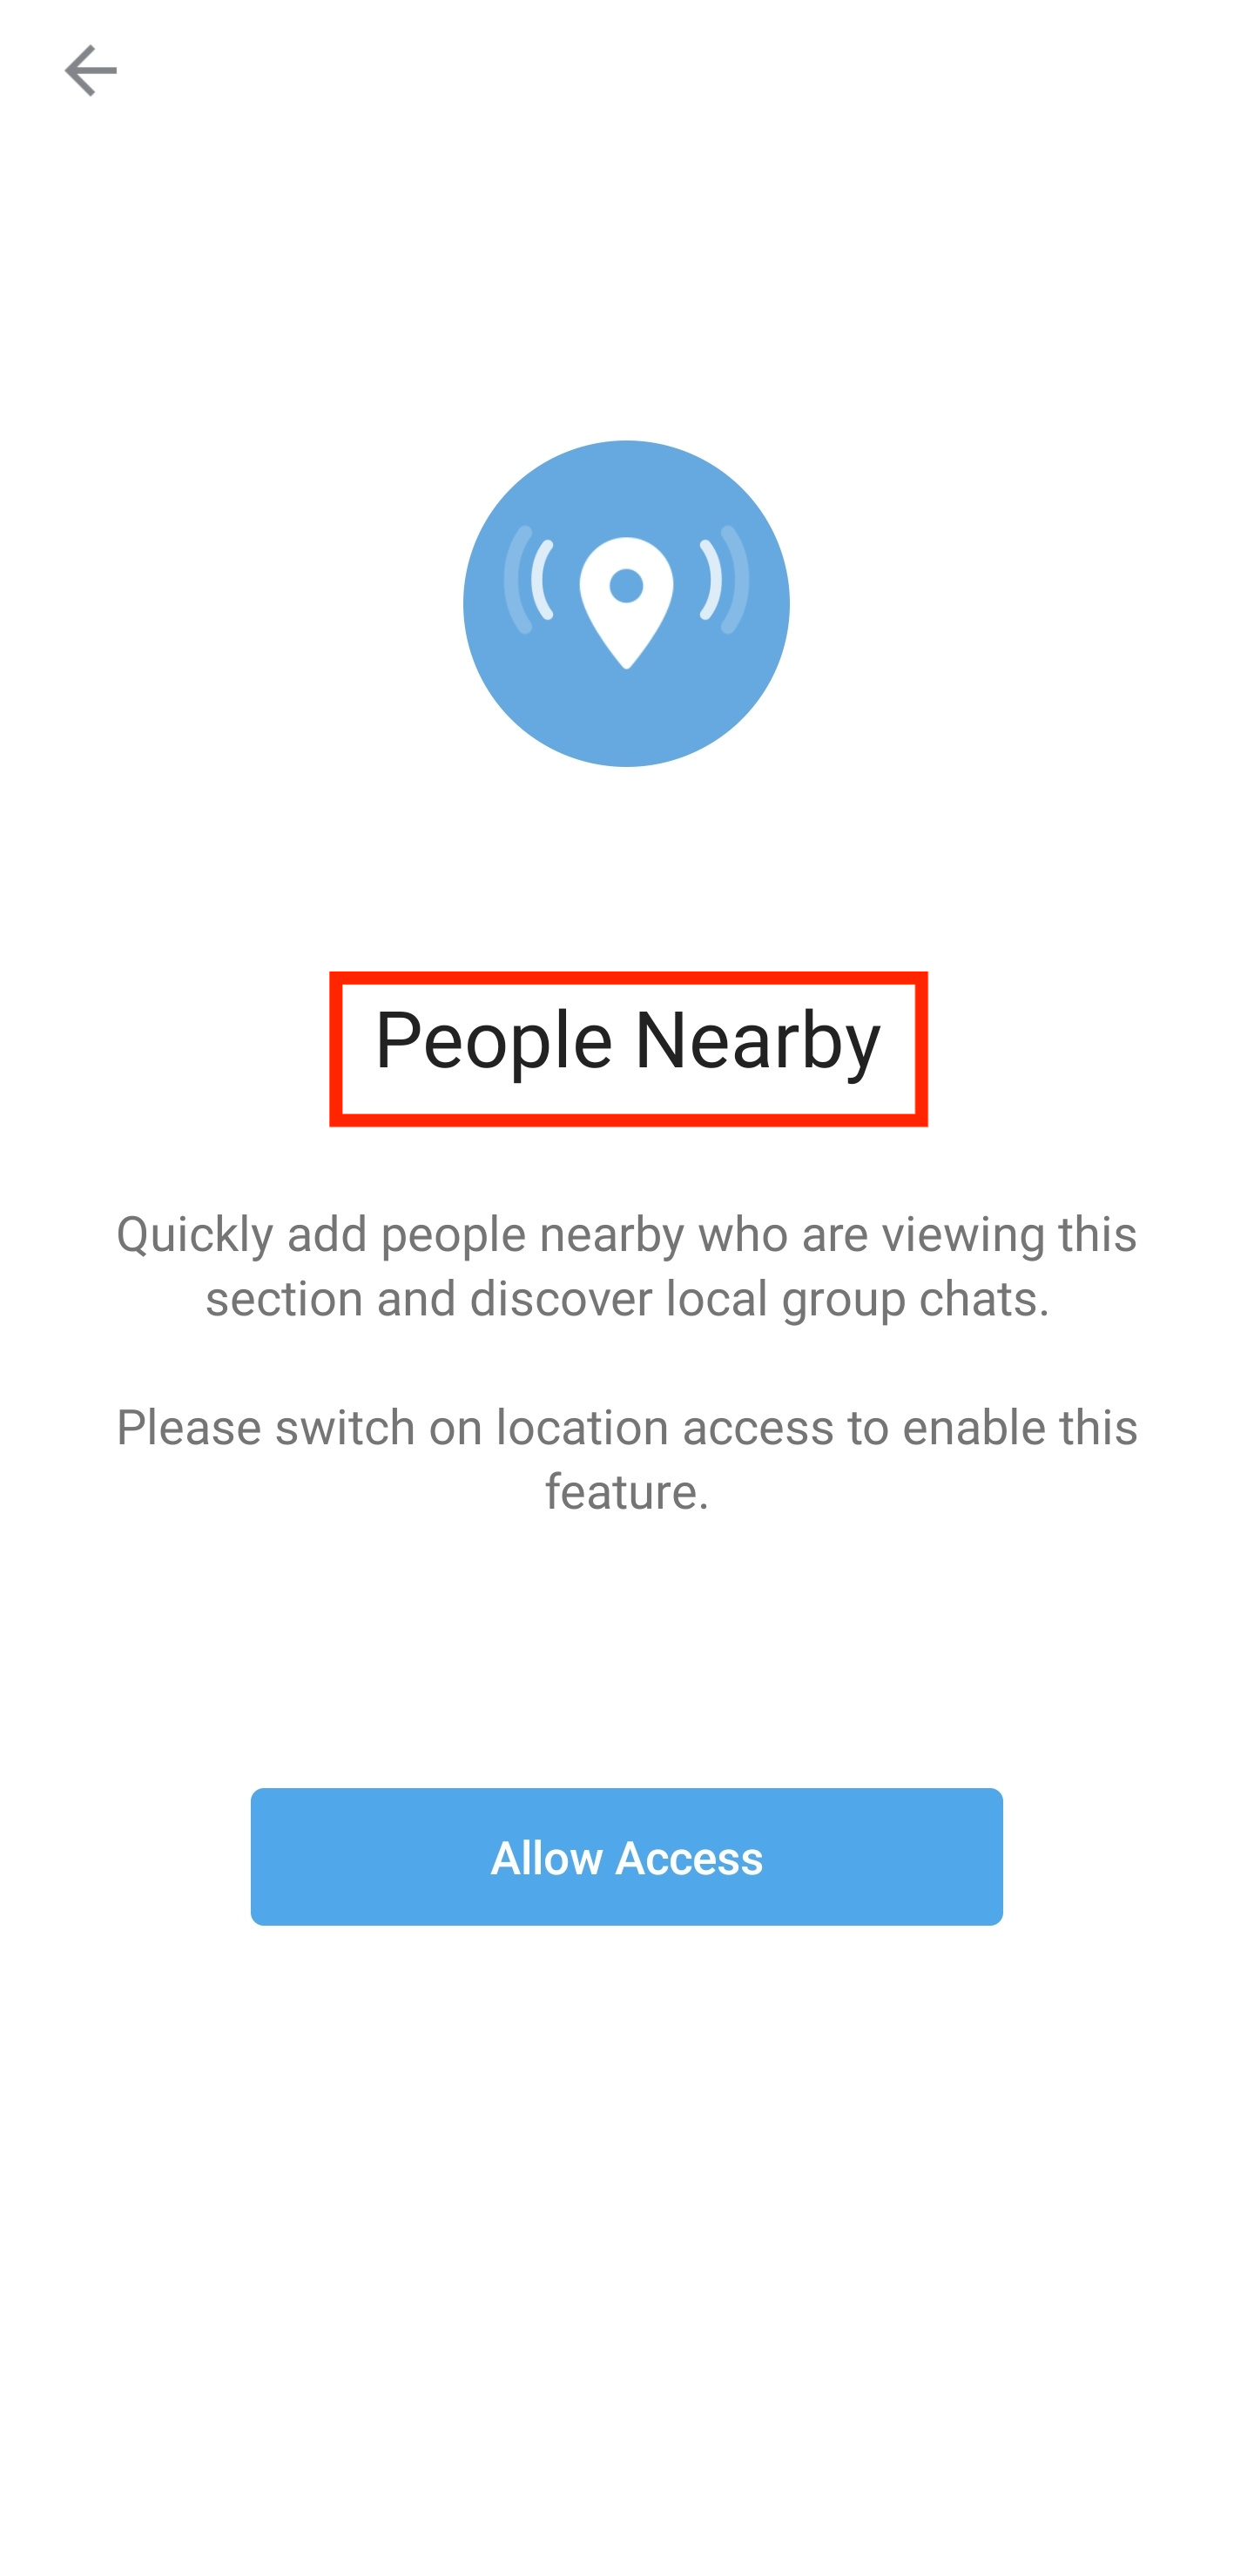 People Nearby
Quickly add people nearby who are viewing this
section and discover local group chats.
Please switch on location access to enable this
feature.
Allow Access